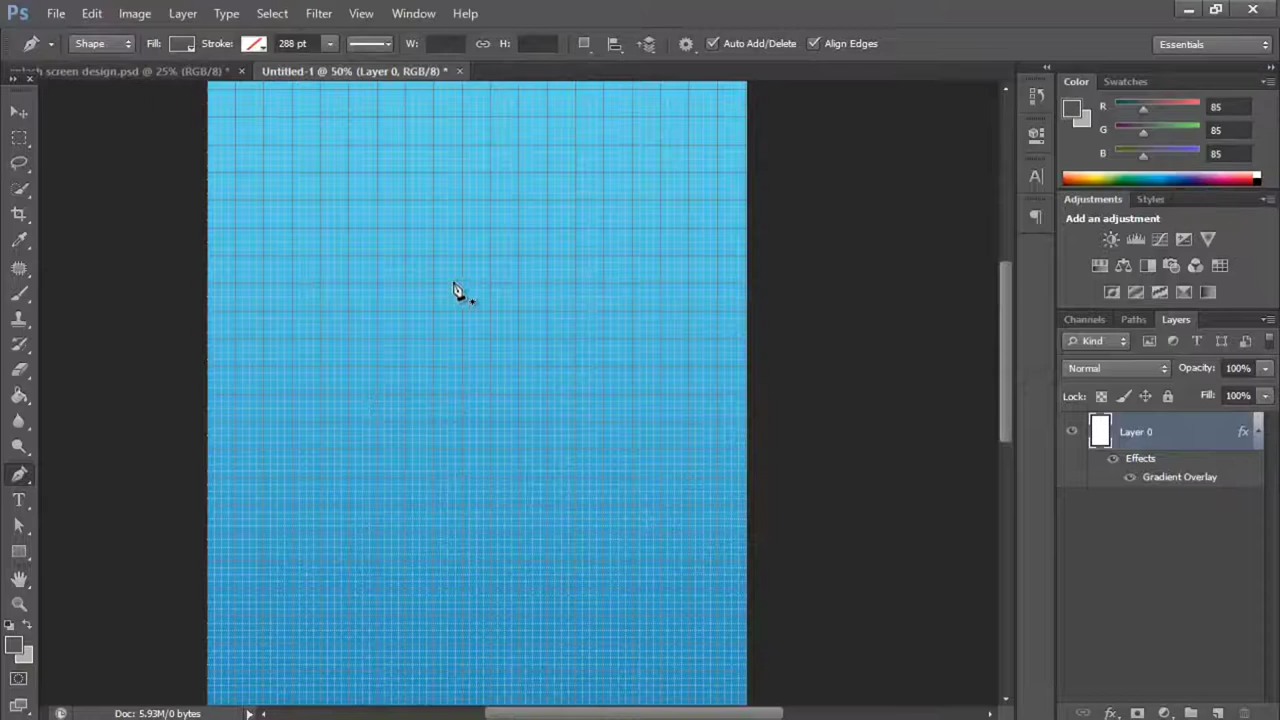 Ps File Edit Image Layer Type Select Filter View Window Help
Shape Fill: Stroke: 288 pt W: H: Auto Add/Delete Align Edges Essentials
screen design.psd @ 25% (RGB/8) * × Untitled-1 @ 50% (Layer 0, RGB/8) * ×
Color Swatches
R 85
G 85
B 85
Adjustments Styles
Add an adjustment
Channels Paths Layers
Kind
Normal Opacity: 100%
Lock: Fill: 100%
Layer 0 fx
Effects
Gradient Overlay
Doc: 5.93M/0 bytes